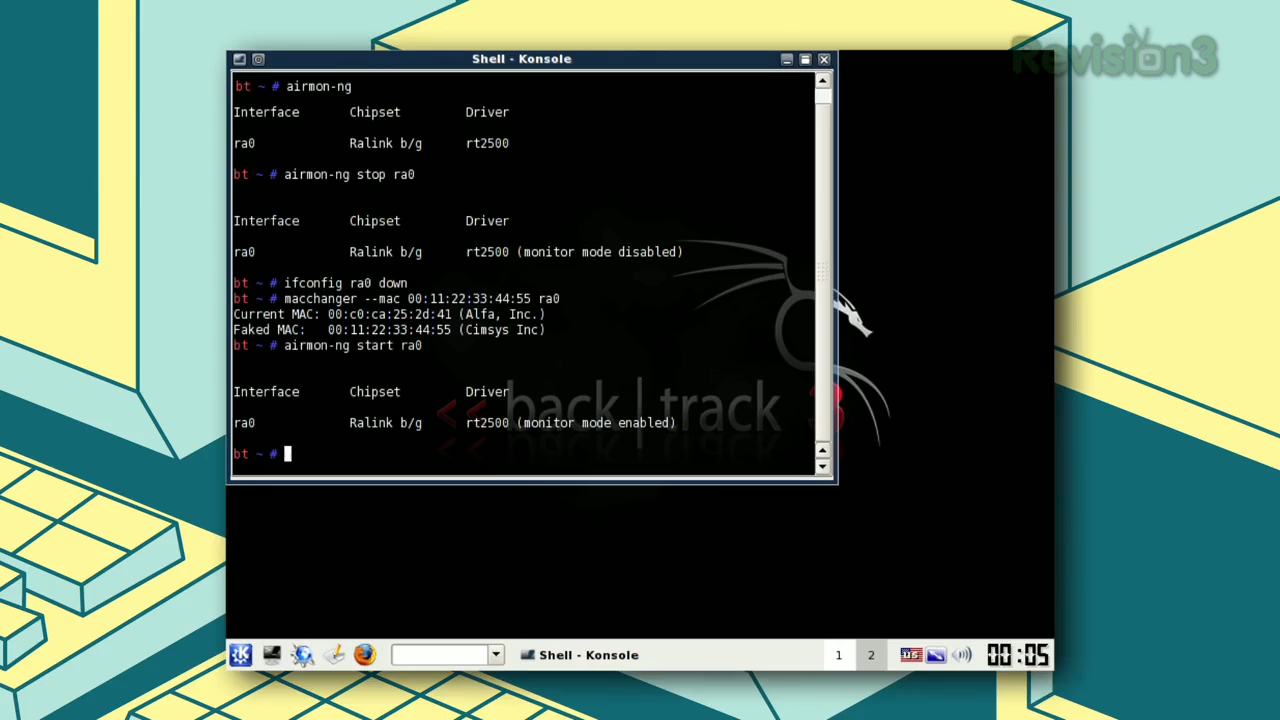 Revision3
Shell - Konsole
bt ~ # airmon-ng
Interface Chipset Driver
ra0 Ralink b/g rt2500
bt ~ # airmon-ng stop ra0
Interface Chipset Driver
ra0 Ralink b/g rt2500 (monitor mode disabled)
bt ~ # ifconfig ra0 down
bt ~ # macchanger --mac 00:11:22:33:44:55 ra0
Current MAC: 00:c0:ca:25:2d:41 (Alfa, Inc.)
Faked MAC: 00:11:22:33:44:55 (Cimsys Inc)
bt ~ # airmon-ng start ra0
Interface Chipset Driver
ra0 Ralink b/g rt2500 (monitor mode enabled)
bt ~ #
<< back|track 3
Shell - Konsole
1 2
US
00:05